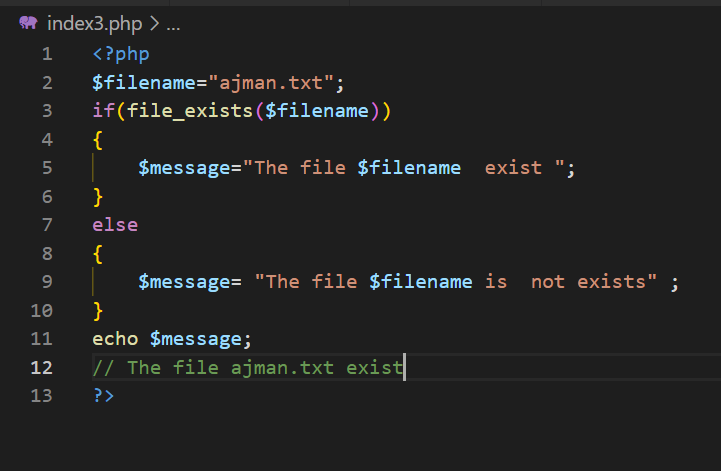 index3.php > ...
1 <?php
2 $filename="ajman.txt";
3 if(file_exists($filename))
4 {
5     $message="The file $filename  exist ";
6 }
7 else
8 {
9     $message= "The file $filename is  not exists" ;
10 }
11 echo $message;
12 // The file ajman.txt exist
13 ?>